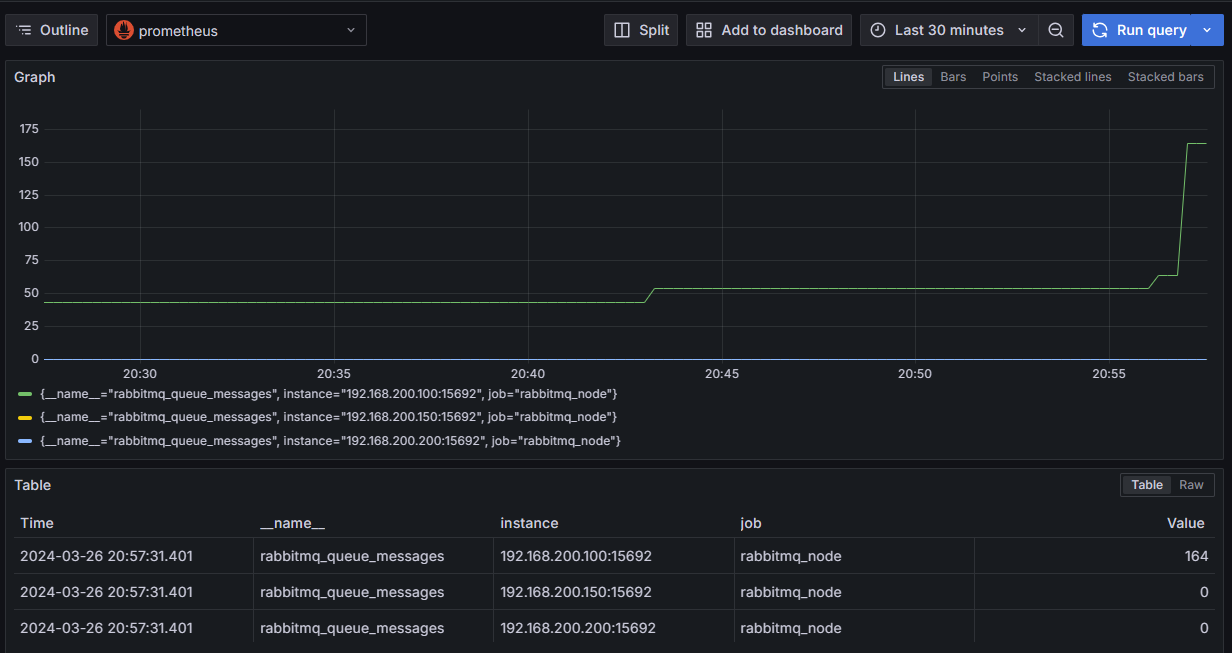 Outline prometheus Split Add to dashboard Last 30 minutes Run query
Graph Lines Bars Points Stacked lines Stacked bars
175
150
125
100
75
50
25
0
20:30 20:35 20:40 20:45 20:50 20:55
{__name__="rabbitmq_queue_messages", instance="192.168.200.100:15692", job="rabbitmq_node"}
{__name__="rabbitmq_queue_messages", instance="192.168.200.150:15692", job="rabbitmq_node"}
{__name__="rabbitmq_queue_messages", instance="192.168.200.200:15692", job="rabbitmq_node"}
Table Table Raw
Time __name__ instance job Value
2024-03-26 20:57:31.401 rabbitmq_queue_messages 192.168.200.100:15692 rabbitmq_node 164
2024-03-26 20:57:31.401 rabbitmq_queue_messages 192.168.200.150:15692 rabbitmq_node 0
2024-03-26 20:57:31.401 rabbitmq_queue_messages 192.168.200.200:15692 rabbitmq_node 0